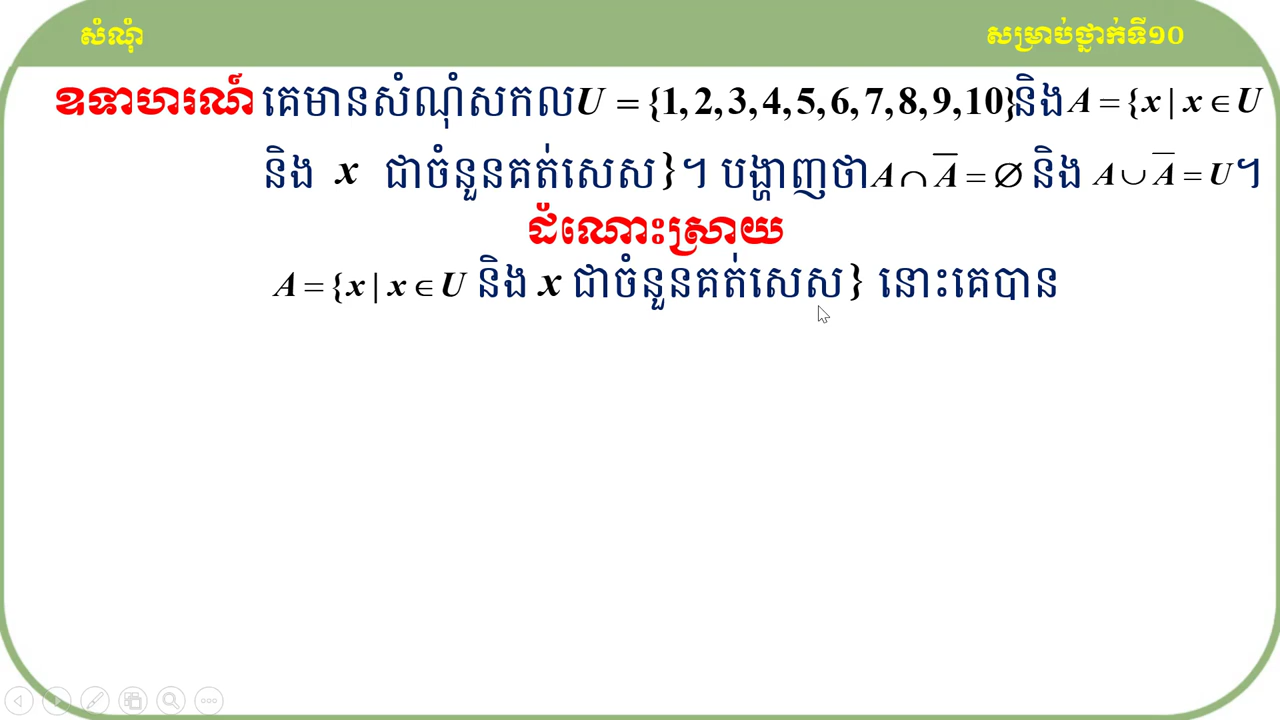 សំណុំ
សម្រាប់ថ្នាក់ទី១០
ឧទាហរណ៍ គេមានសំណុំសកល U = {1, 2, 3, 4, 5, 6, 7, 8, 9, 10} និង A = {x | x ∈ U
និង x ជាចំនួនគត់សេស}។ បង្ហាញថា A ∩ A̅ = ∅ និង A ∪ A̅ = U ។
ដំណោះស្រាយ
A = {x | x ∈ U និង x ជាចំនួនគត់សេស} នោះគេបាន